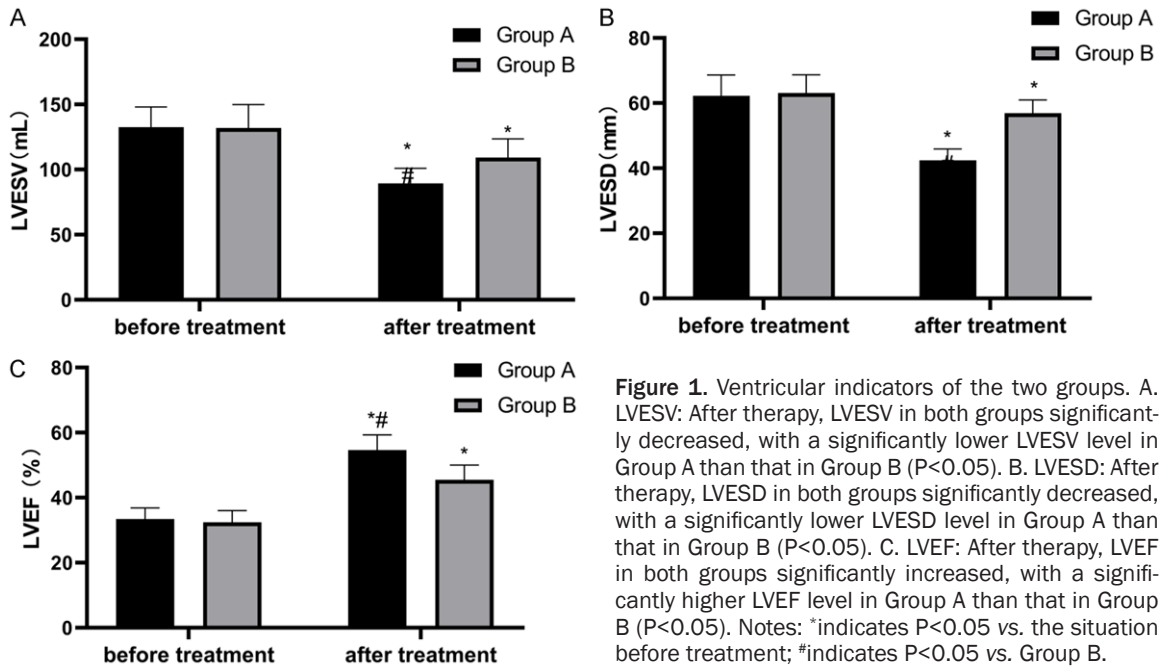 A
LVESV(mL)
200
150
100
50
0
Group A
Group B
*
#
*
before treatment
after treatment
B
LVESD(mm)
80
60
40
20
0
Group A
Group B
*
#
*
before treatment
after treatment
C
LVEF (%)
80
60
40
20
0
Group A
Group B
*#
*
before treatment
after treatment
Figure 1. Ventricular indicators of the two groups. A.
LVESV: After therapy, LVESV in both groups significant-
ly decreased, with a significantly lower LVESV level in
Group A than that in Group B (P<0.05). B. LVESD: After
therapy, LVESD in both groups significantly decreased,
with a significantly lower LVESD level in Group A than
that in Group B (P<0.05). C. LVEF: After therapy, LVEF
in both groups significantly increased, with a signifi-
cantly higher LVEF level in Group A than that in Group
B (P<0.05). Notes: *indicates P<0.05 vs. the situation
before treatment; #indicates P<0.05 vs. Group B.